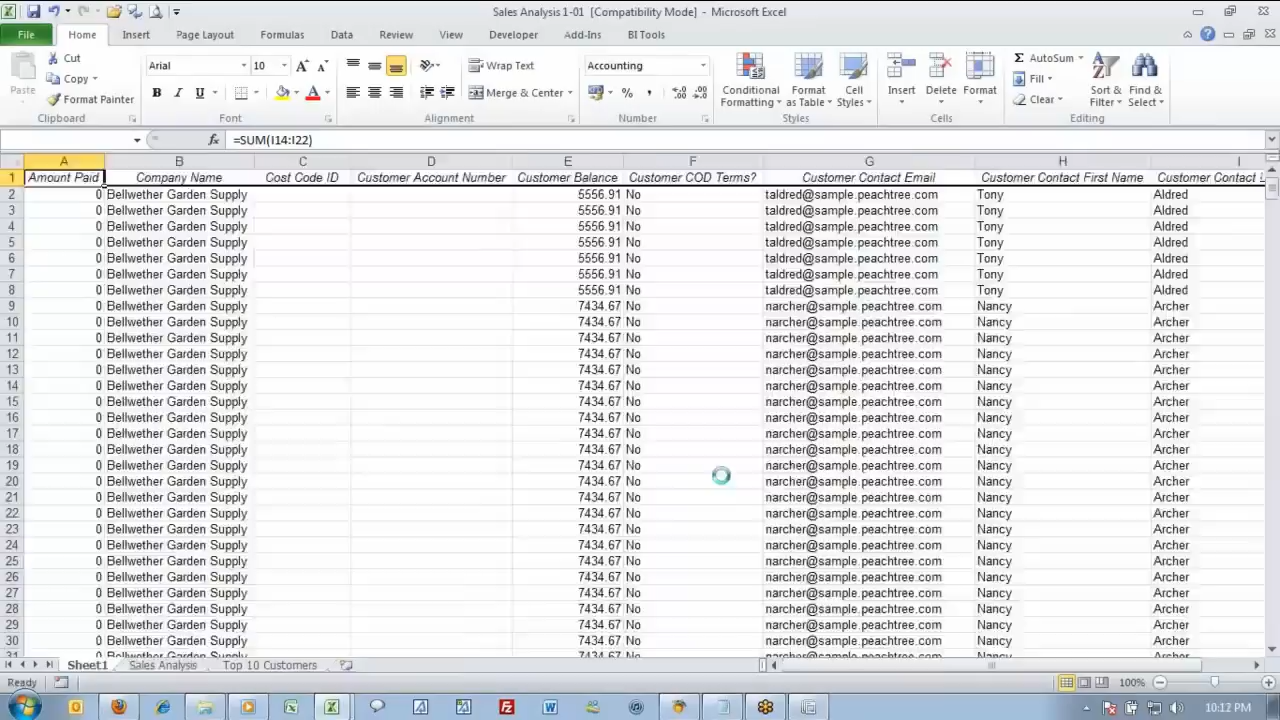 Sales Analysis 1-01 [Compatibility Mode] - Microsoft Excel
File Home Insert Page Layout Formulas Data Review View Developer Add-Ins BI Tools
Paste Cut Copy Format Painter Clipboard
Arial 10 B I U Font
Wrap Text Merge & Center Alignment
Accounting % , Number
Conditional Formatting Format as Table Cell Styles Styles
Insert Delete Format Cells
Σ AutoSum Fill Clear Sort & Filter Find & Select Editing
fx =SUM(I14:I22)
A B C D E F G H I
1 Amount Paid Company Name Cost Code ID Customer Account Number Customer Balance Customer COD Terms? Customer Contact Email Customer Contact First Name Customer Contact
2 0 Bellwether Garden Supply 5556.91 No taldred@sample.peachtree.com Tony Aldred
3 0 Bellwether Garden Supply 5556.91 No taldred@sample.peachtree.com Tony Aldred
4 0 Bellwether Garden Supply 5556.91 No taldred@sample.peachtree.com Tony Aldred
5 0 Bellwether Garden Supply 5556.91 No taldred@sample.peachtree.com Tony Aldred
6 0 Bellwether Garden Supply 5556.91 No taldred@sample.peachtree.com Tony Aldred
7 0 Bellwether Garden Supply 5556.91 No taldred@sample.peachtree.com Tony Aldred
8 0 Bellwether Garden Supply 5556.91 No taldred@sample.peachtree.com Tony Aldred
9 0 Bellwether Garden Supply 7434.67 No narcher@sample.peachtree.com Nancy Archer
10 0 Bellwether Garden Supply 7434.67 No narcher@sample.peachtree.com Nancy Archer
11 0 Bellwether Garden Supply 7434.67 No narcher@sample.peachtree.com Nancy Archer
12 0 Bellwether Garden Supply 7434.67 No narcher@sample.peachtree.com Nancy Archer
13 0 Bellwether Garden Supply 7434.67 No narcher@sample.peachtree.com Nancy Archer
14 0 Bellwether Garden Supply 7434.67 No narcher@sample.peachtree.com Nancy Archer
15 0 Bellwether Garden Supply 7434.67 No narcher@sample.peachtree.com Nancy Archer
16 0 Bellwether Garden Supply 7434.67 No narcher@sample.peachtree.com Nancy Archer
17 0 Bellwether Garden Supply 7434.67 No narcher@sample.peachtree.com Nancy Archer
18 0 Bellwether Garden Supply 7434.67 No narcher@sample.peachtree.com Nancy Archer
19 0 Bellwether Garden Supply 7434.67 No narcher@sample.peachtree.com Nancy Archer
20 0 Bellwether Garden Supply 7434.67 No narcher@sample.peachtree.com Nancy Archer
21 0 Bellwether Garden Supply 7434.67 No narcher@sample.peachtree.com Nancy Archer
22 0 Bellwether Garden Supply 7434.67 No narcher@sample.peachtree.com Nancy Archer
23 0 Bellwether Garden Supply 7434.67 No narcher@sample.peachtree.com Nancy Archer
24 0 Bellwether Garden Supply 7434.67 No narcher@sample.peachtree.com Nancy Archer
25 0 Bellwether Garden Supply 7434.67 No narcher@sample.peachtree.com Nancy Archer
26 0 Bellwether Garden Supply 7434.67 No narcher@sample.peachtree.com Nancy Archer
27 0 Bellwether Garden Supply 7434.67 No narcher@sample.peachtree.com Nancy Archer
28 0 Bellwether Garden Supply 7434.67 No narcher@sample.peachtree.com Nancy Archer
29 0 Bellwether Garden Supply 7434.67 No narcher@sample.peachtree.com Nancy Archer
30 0 Bellwether Garden Supply 7434.67 No narcher@sample.peachtree.com Nancy Archer
Sheet1 Sales Analysis Top 10 Customers
Ready 100%
10:12 PM